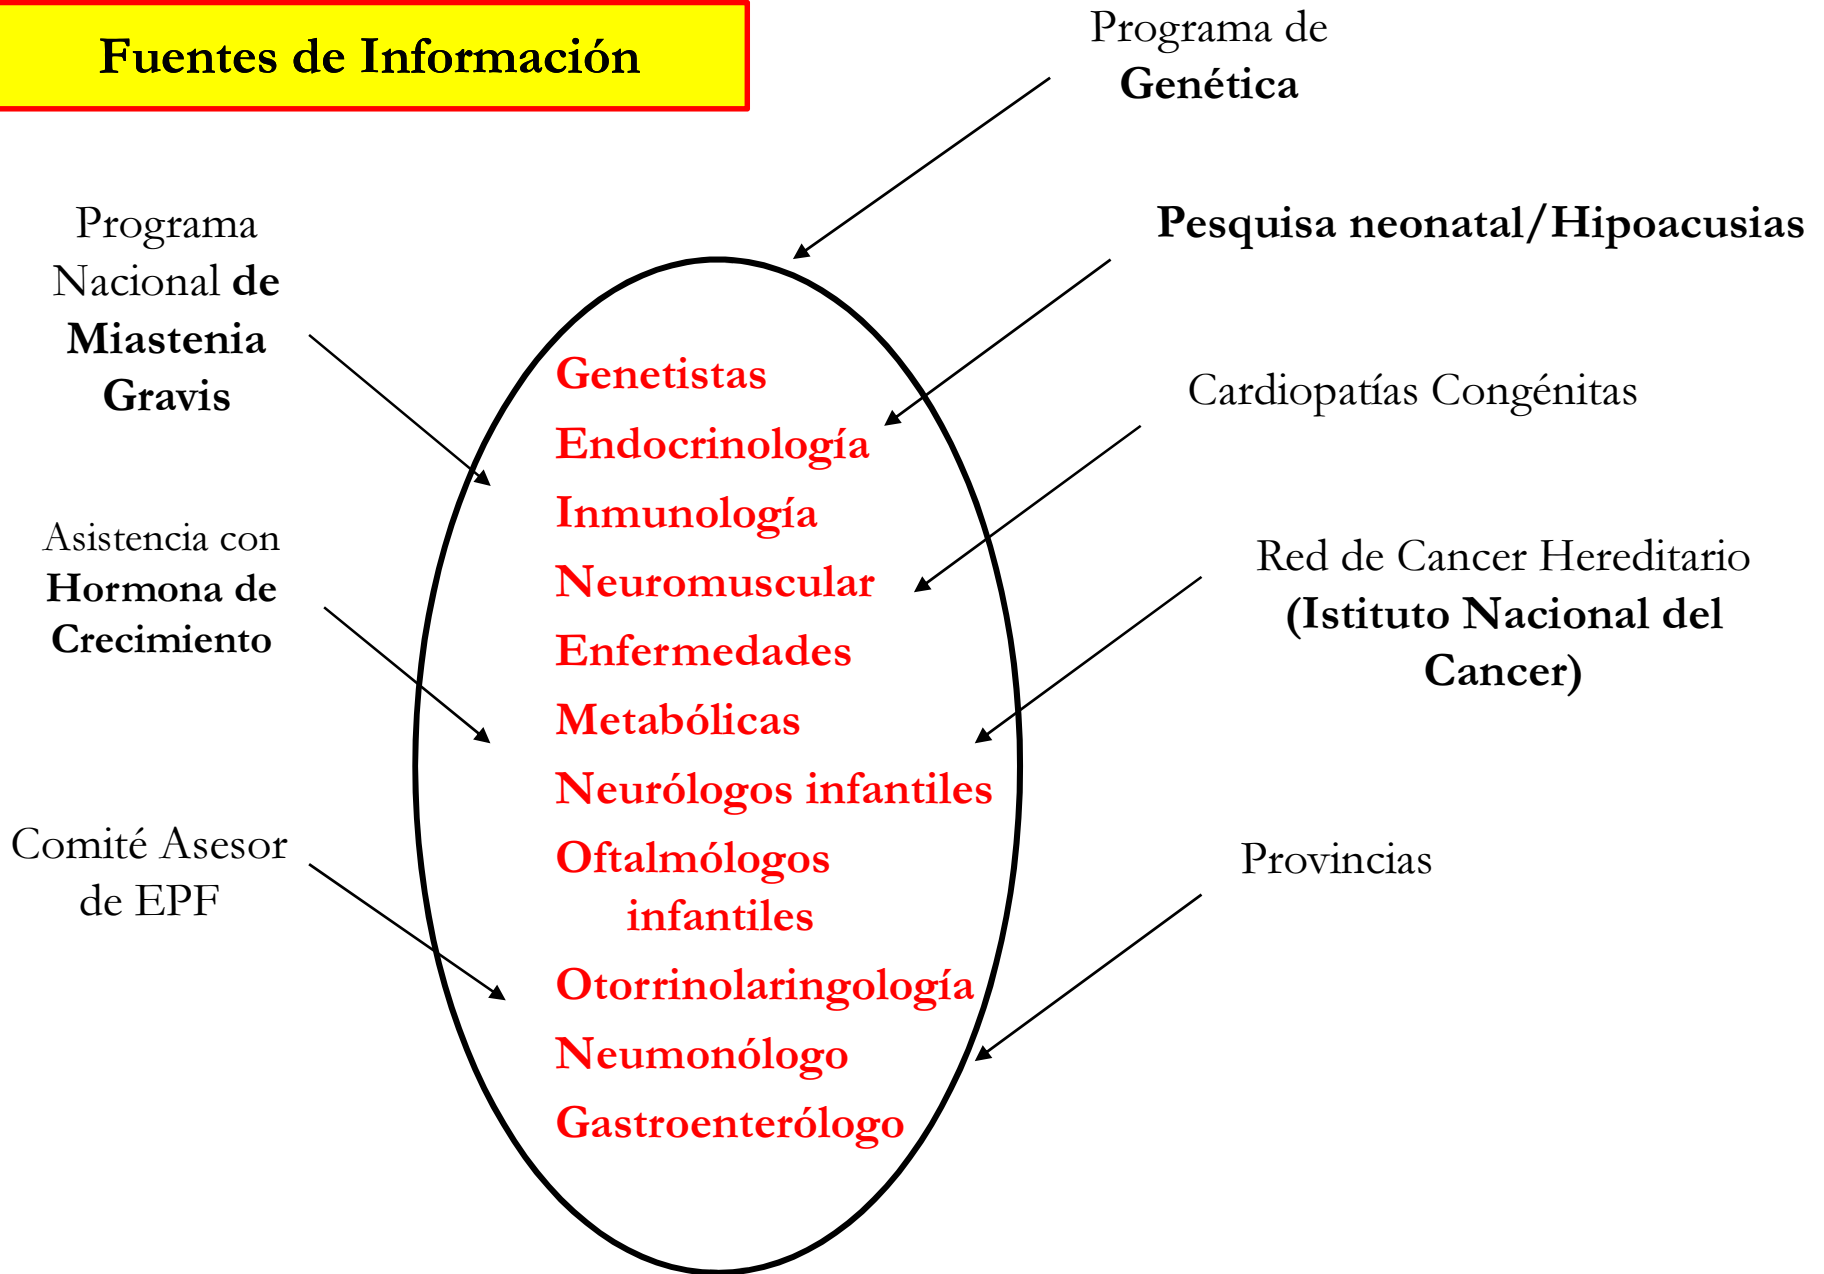 Fuentes de Información
Programa de
Genética
Programa
Nacional de
Miastenia
Gravis
Asistencia con
Hormona de
Crecimiento
Comité Asesor
de EPF
Genetistas
Endocrinología
Inmunología
Neuromuscular
Enfermedades
Metabólicas
Neurólogos infantiles
Oftalmólogos
infantiles
Otorrinolaringología
Neumonólogo
Gastroenterólogo
Pesquisa neonatal/Hipoacusias
Cardiopatías Congénitas
Red de Cancer Hereditario
(Istituto Nacional del
Cancer)
Provincias